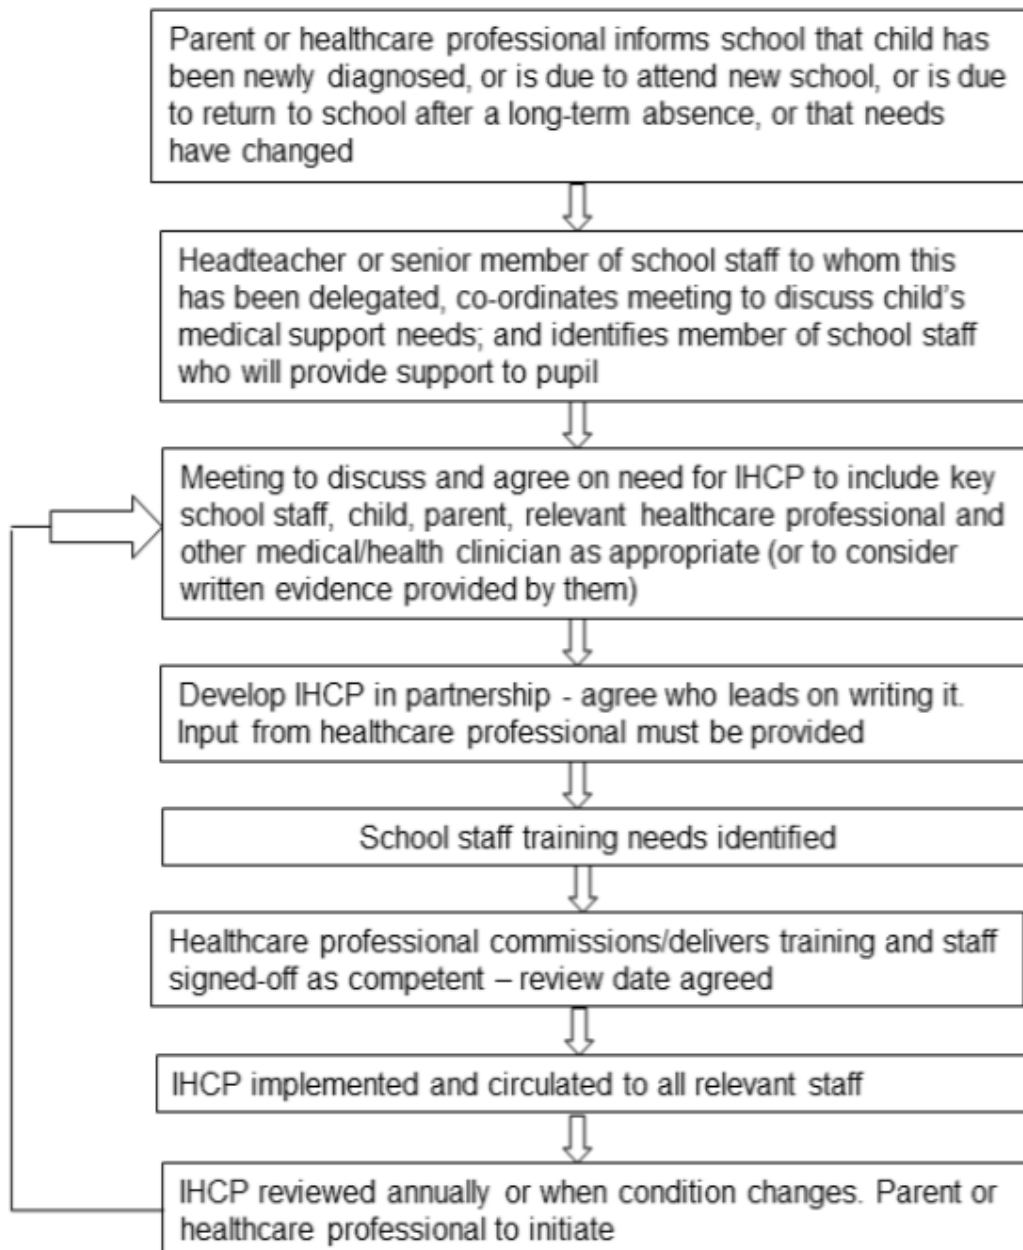 Parent or healthcare professional informs school that child has
been newly diagnosed, or is due to attend new school, or is due
to return to school after a long-term absence, or that needs
have changed
Headteacher or senior member of school staff to whom this
has been delegated, co-ordinates meeting to discuss child's
medical support needs; and identifies member of school staff
who will provide support to pupil
Meeting to discuss and agree on need for IHCP to include key
school staff, child, parent, relevant healthcare professional and
other medical/health clinician as appropriate (or to consider
written evidence provided by them)
Develop IHCP in partnership - agree who leads on writing it.
Input from healthcare professional must be provided
School staff training needs identified
Healthcare professional commissions/delivers training and staff
signed-off as competent – review date agreed
IHCP implemented and circulated to all relevant staff
IHCP reviewed annually or when condition changes. Parent or
healthcare professional to initiate